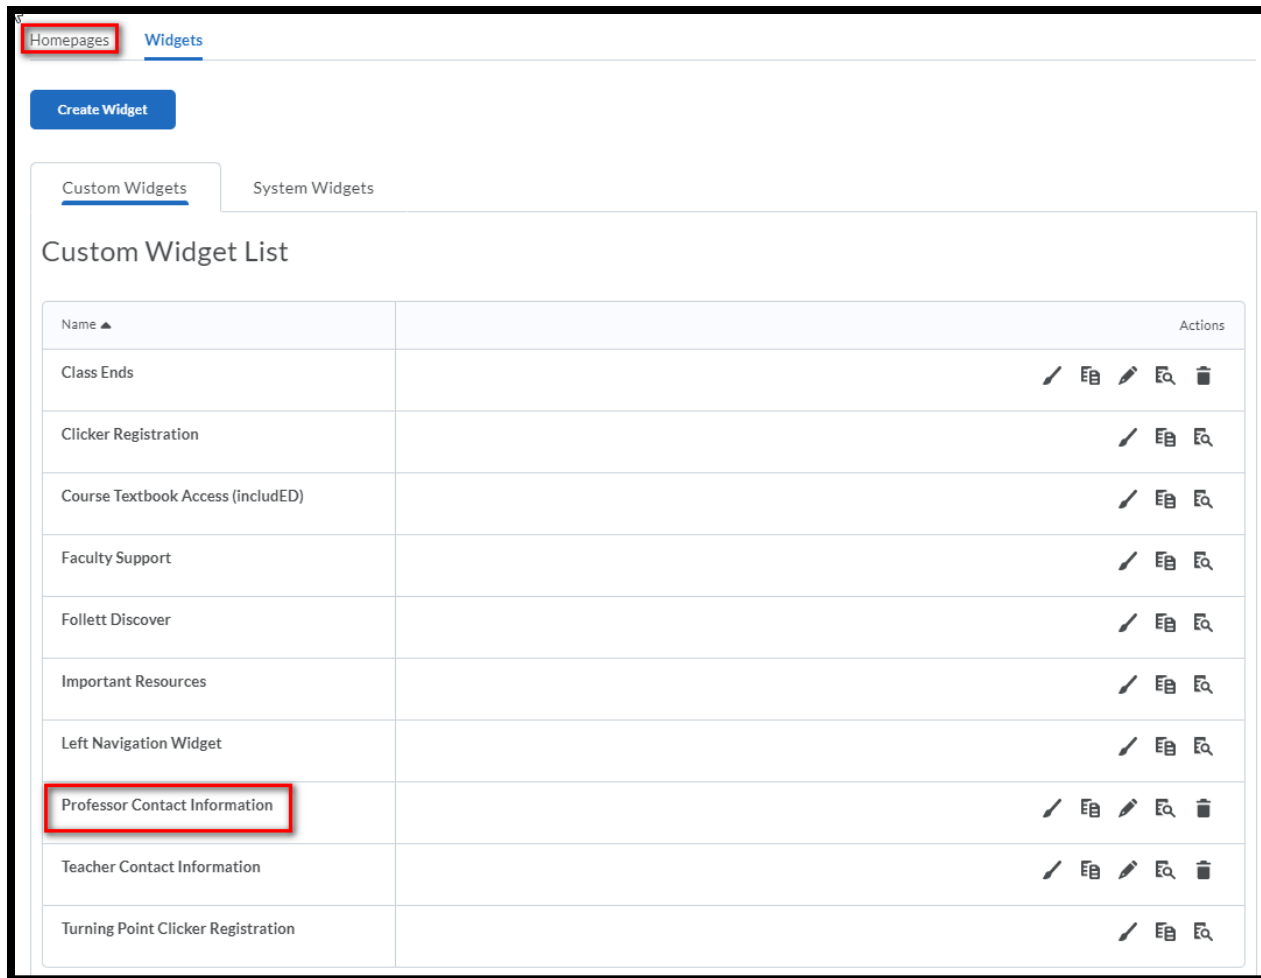 Homepages Widgets
Create Widget
Custom Widgets System Widgets
Custom Widget List
Name Actions
Class Ends
Clicker Registration
Course Textbook Access (includED)
Faculty Support
Follett Discover
Important Resources
Left Navigation Widget
Professor Contact Information
Teacher Contact Information
Turning Point Clicker Registration